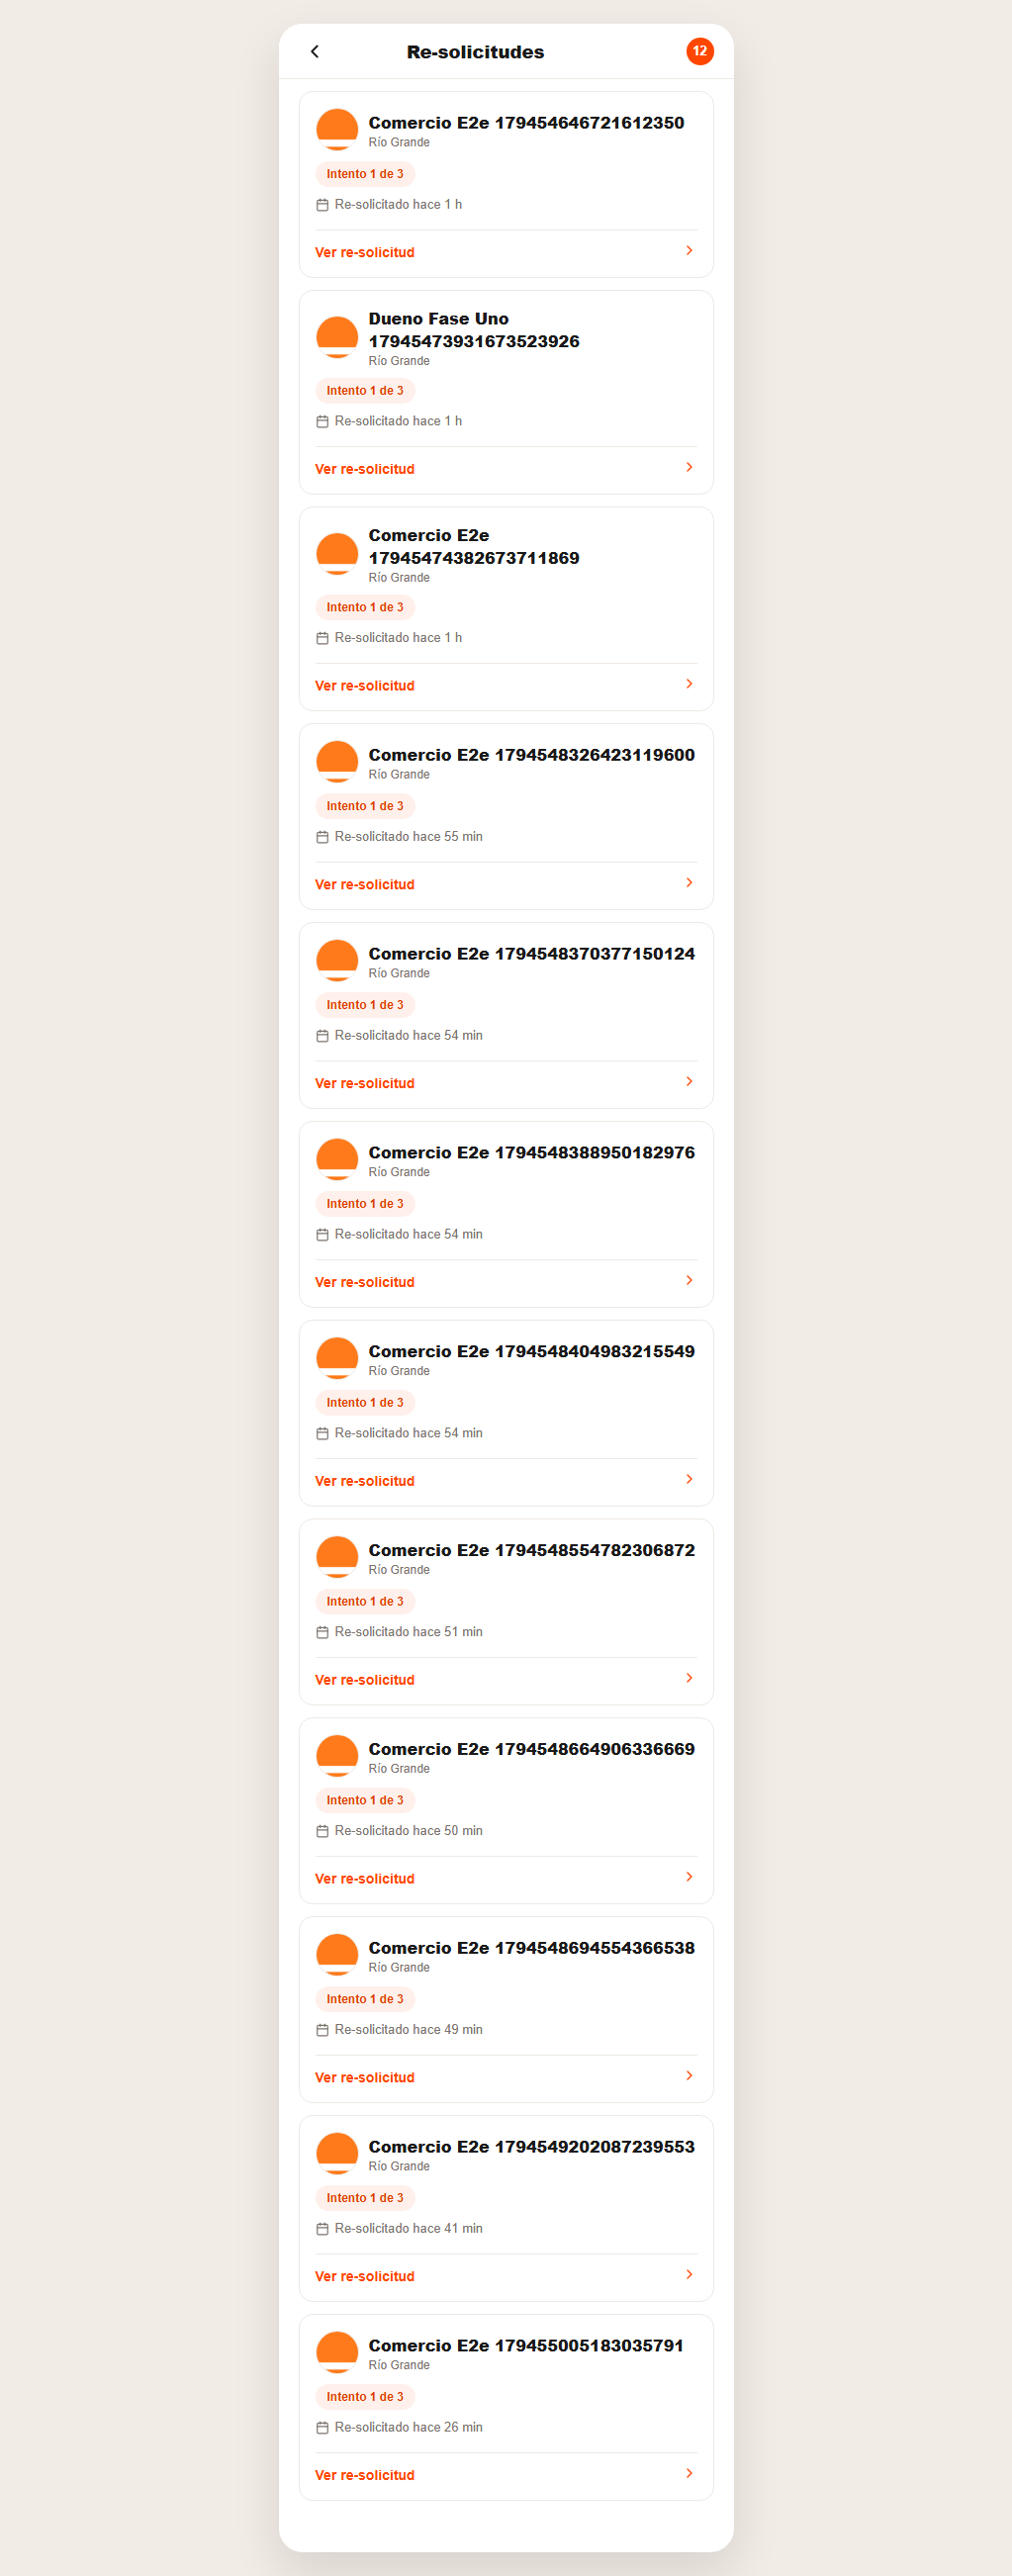 Re-solicitudes
12
Comercio E2e 179454646721612350
Río Grande
Intento 1 de 3
Re-solicitado hace 1 h
Ver re-solicitud
Dueno Fase Uno
17945473931673523926
Río Grande
Intento 1 de 3
Re-solicitado hace 1 h
Ver re-solicitud
Comercio E2e
17945474382673711869
Río Grande
Intento 1 de 3
Re-solicitado hace 1 h
Ver re-solicitud
Comercio E2e 1794548326423119600
Río Grande
Intento 1 de 3
Re-solicitado hace 55 min
Ver re-solicitud
Comercio E2e 1794548370377150124
Río Grande
Intento 1 de 3
Re-solicitado hace 54 min
Ver re-solicitud
Comercio E2e 1794548388950182976
Río Grande
Intento 1 de 3
Re-solicitado hace 54 min
Ver re-solicitud
Comercio E2e 1794548404983215549
Río Grande
Intento 1 de 3
Re-solicitado hace 54 min
Ver re-solicitud
Comercio E2e 1794548554782306872
Río Grande
Intento 1 de 3
Re-solicitado hace 51 min
Ver re-solicitud
Comercio E2e 1794548664906336669
Río Grande
Intento 1 de 3
Re-solicitado hace 50 min
Ver re-solicitud
Comercio E2e 1794548694554366538
Río Grande
Intento 1 de 3
Re-solicitado hace 49 min
Ver re-solicitud
Comercio E2e 1794549202087239553
Río Grande
Intento 1 de 3
Re-solicitado hace 41 min
Ver re-solicitud
Comercio E2e 179455005183035791
Río Grande
Intento 1 de 3
Re-solicitado hace 26 min
Ver re-solicitud